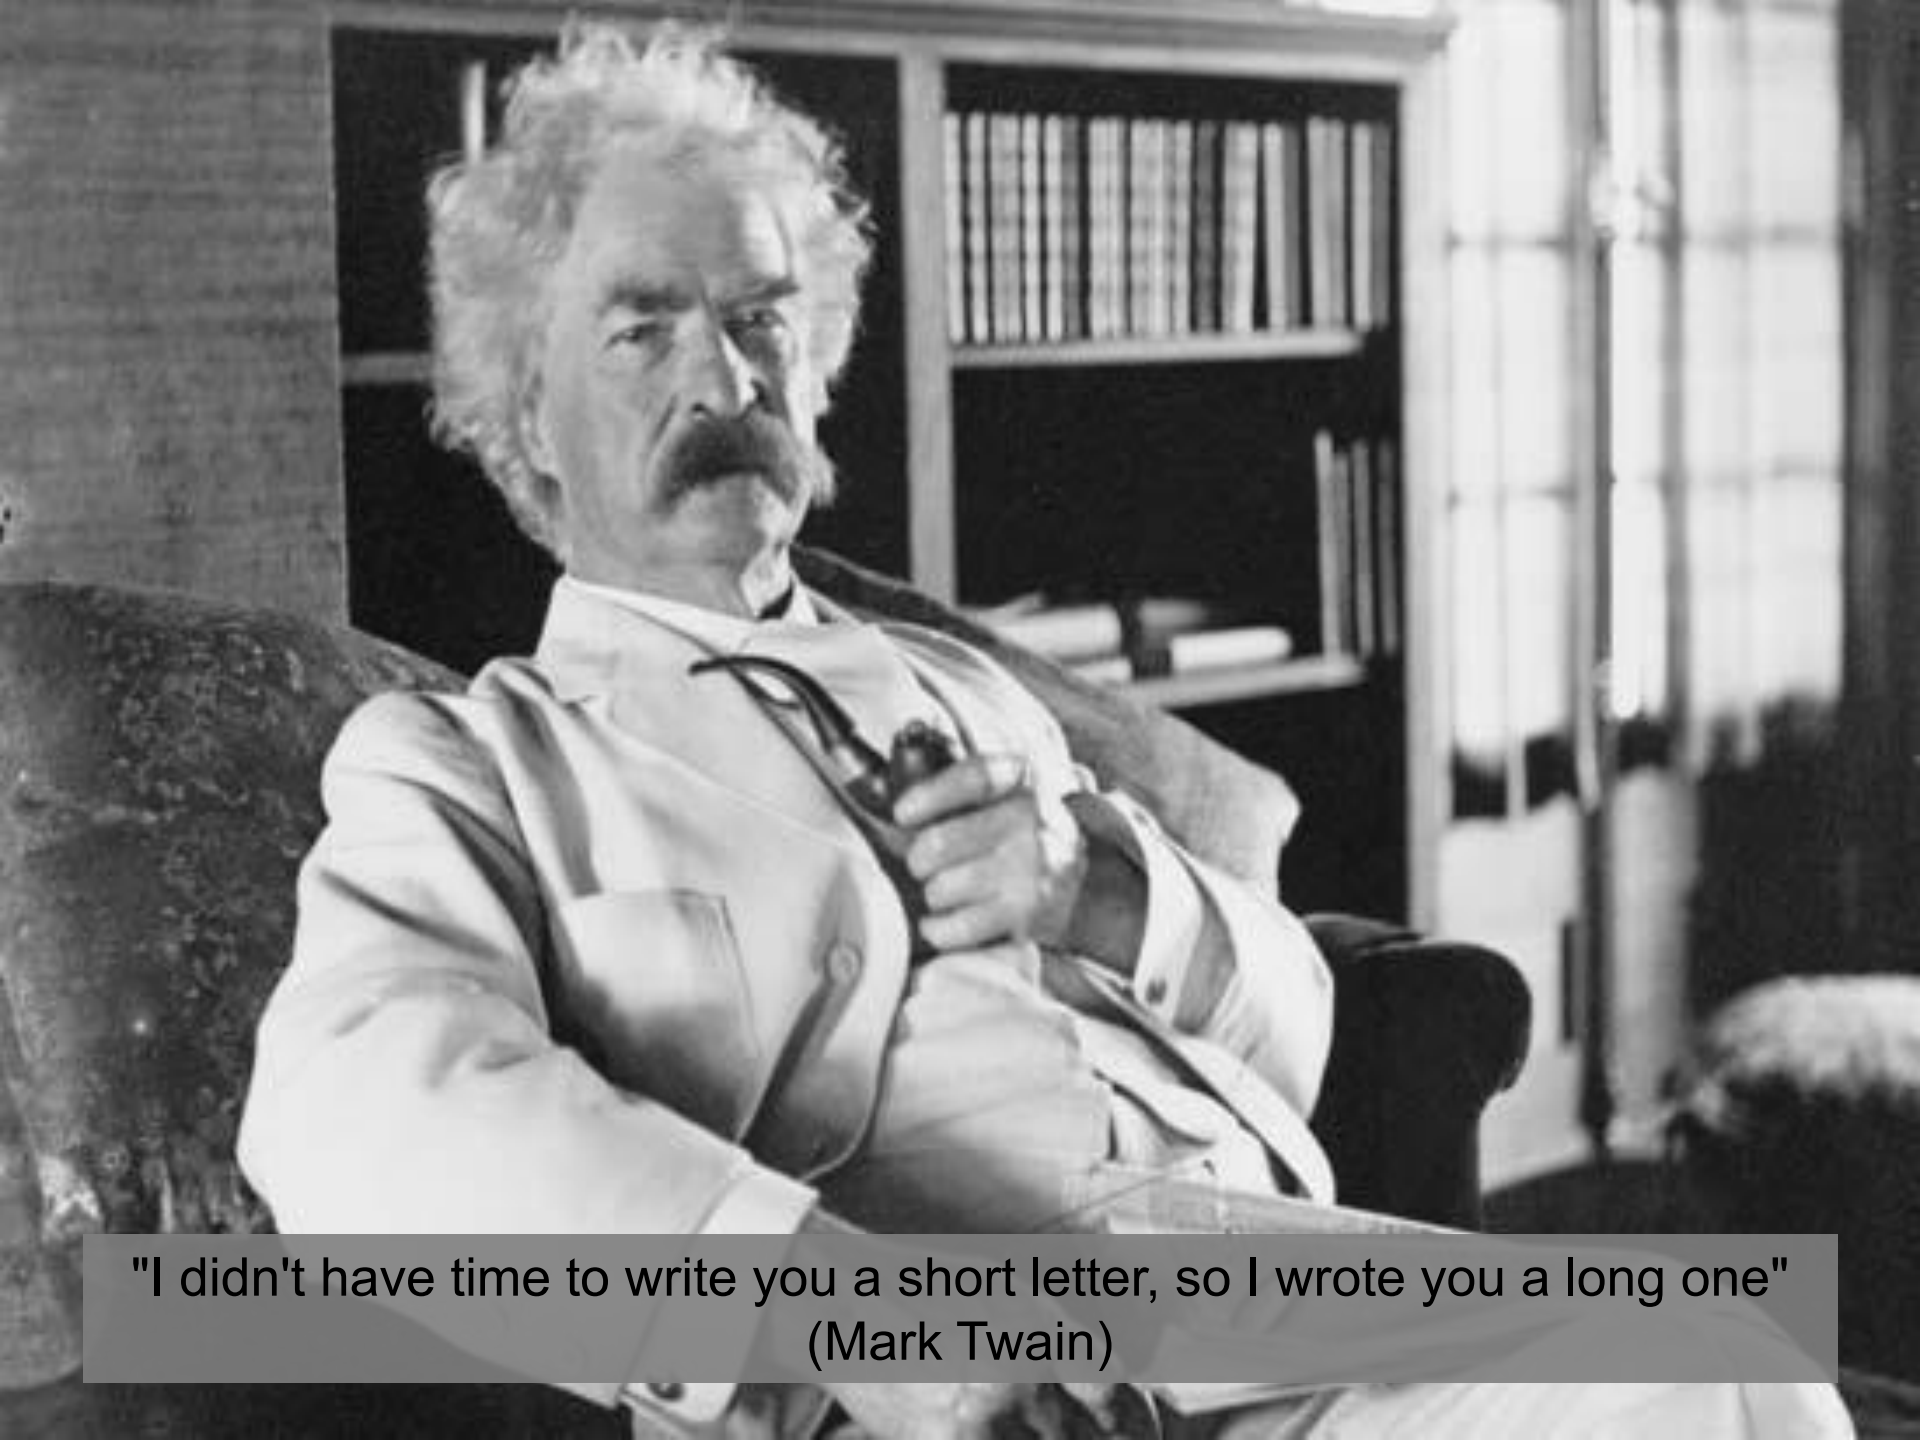 "I didn't have time to write you a short letter, so I wrote you a long one"
(Mark Twain)